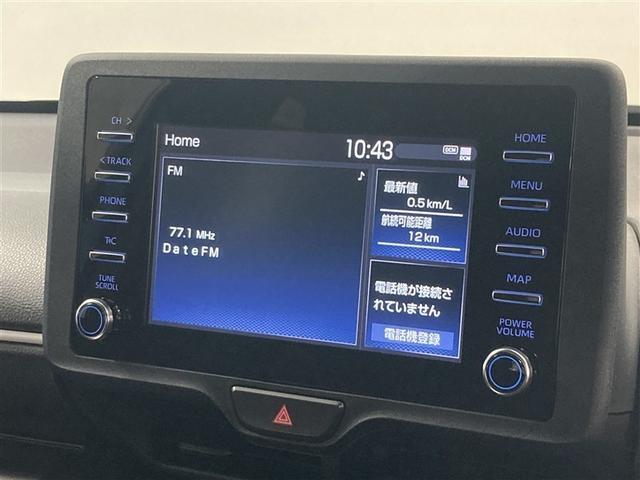 CH >
< TRACK
PHONE
T/C
TUNE
SCROLL
Home
10:43
DCM
DCM
FM
77.1 MHz
DateFM
最新値
0.5 km/L
航続可能距離
12 km
電話機が接続さ
れていません
電話機登録
HOME
MENU
AUDIO
MAP
POWER
VOLUME